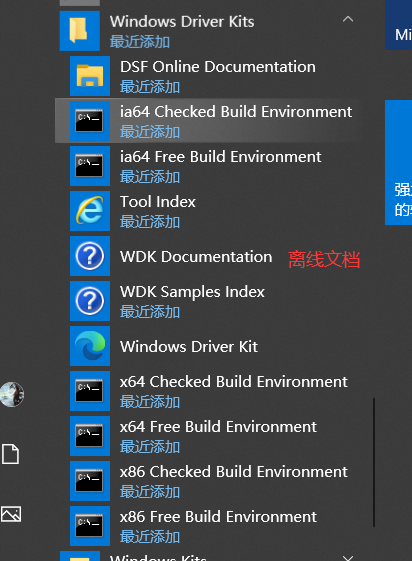 Windows Driver Kits
最近添加
DSF Online Documentation
最近添加
ia64 Checked Build Environment
最近添加
ia64 Free Build Environment
最近添加
Tool Index
最近添加
WDK Documentation 离线文档
WDK Samples Index
最近添加
Windows Driver Kit
x64 Checked Build Environment
最近添加
x64 Free Build Environment
最近添加
x86 Checked Build Environment
最近添加
x86 Free Build Environment
最近添加
Windows Kits
Mi
强
的